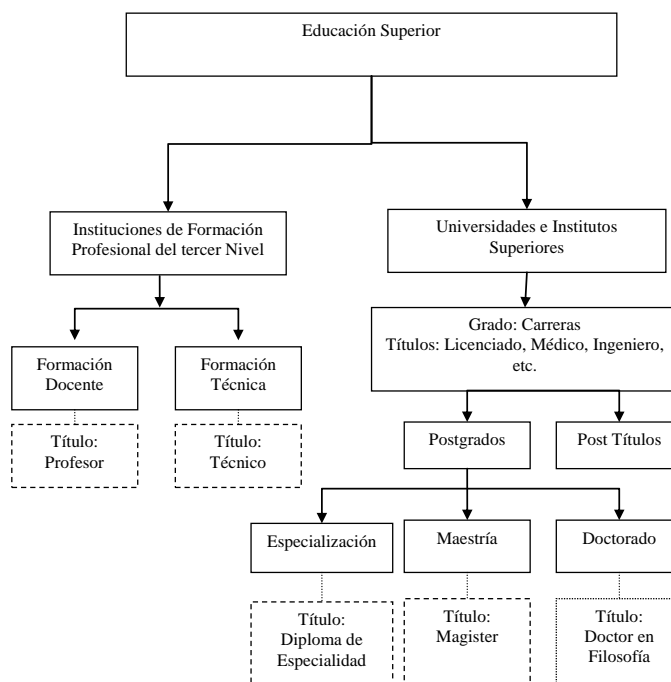 Educación Superior
Instituciones de Formación
Profesional del tercer Nivel
Universidades e Institutos
Superiores
Grado: Carreras
Títulos: Licenciado, Médico, Ingeniero,
etc.
Formación
Docente
Formación
Técnica
Título:
Profesor
Título:
Técnico
Postgrados
Post Títulos
Especialización
Maestría
Doctorado
Título:
Diploma de
Especialidad
Título:
Magister
Título:
Doctor en
Filosofía